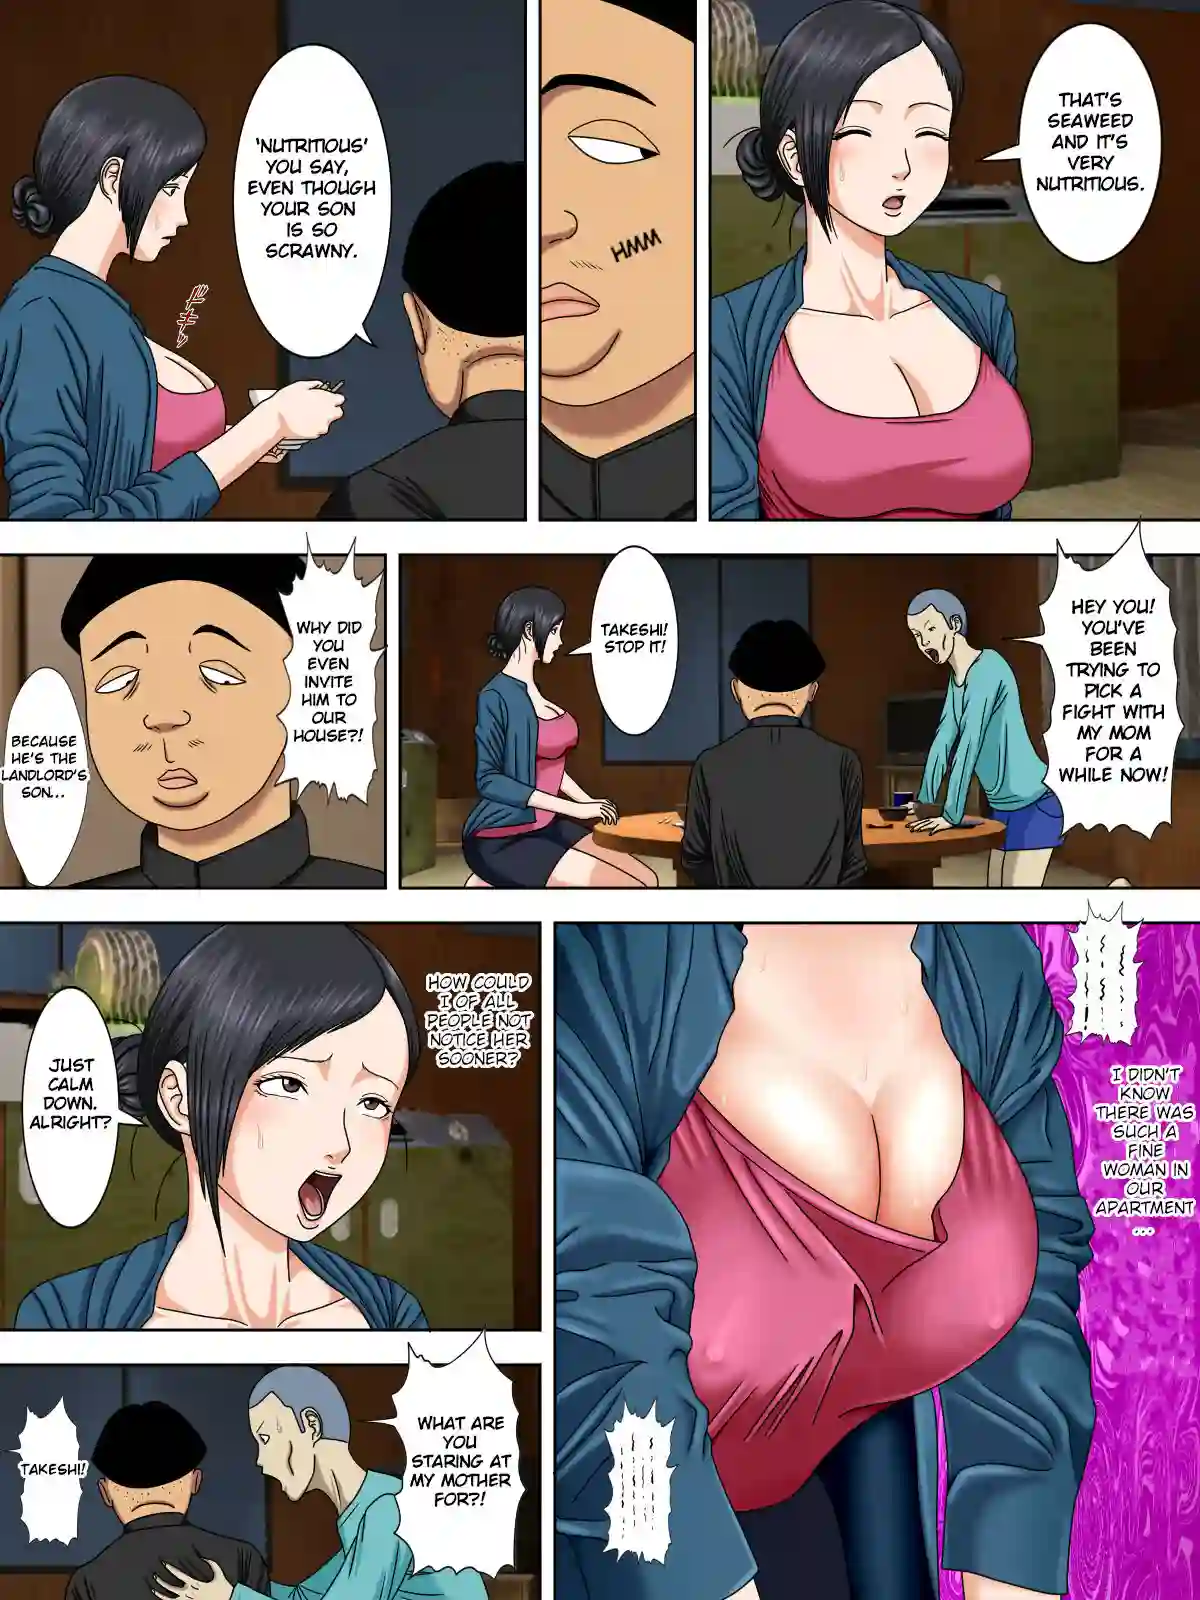 THAT'S
SEAWEED
AND IT'S
VERY
NUTRITIOUS.
HMM
'NUTRITIOUS'
YOU SAY,
EVEN THOUGH
YOUR SON
IS SO
SCRAWNY.
ドキッ
HEY YOU!
YOU'VE
BEEN
TRYING TO
PICK A
FIGHT WITH
MY MOM
FOR A
WHILE NOW!
TAKESHI!
STOP IT!
WHY DID
YOU
EVEN
INVITE
HIM TO
OUR
HOUSE?!
BECAUSE
HE'S THE
LANDLORD'S
SON...
I DIDN'T
KNOW
THERE WAS
SUCH A
FINE
WOMAN IN
OUR
APARTMENT
...
HOW COULD
I OF ALL
PEOPLE NOT
NOTICE HER
SOONER?
JUST
CALM
DOWN.
ALRIGHT?
WHAT ARE
YOU
STARING AT
MY MOTHER
FOR?!
TAKESHI!